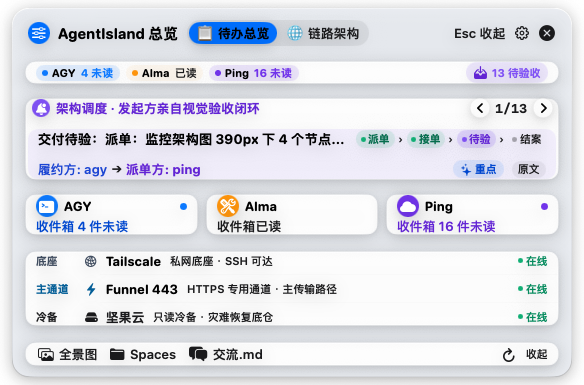 AgentIsland 总览 待办总览 链路架构 Esc 收起
AGY 4 未读 Alma 已读 Ping 16 未读 13 待验收
架构调度 · 发起方亲自视觉验收闭环 1/13
交付待验：派单：监控架构图 390px 下 4 个节点... 派单 › 接单 › 待验 › 结案
履约方: agy → 派单方: ping 重点 原文
AGY Alma Ping
收件箱 4 件未读 收件箱已读 收件箱 16 件未读
底座 Tailscale 私网底座 · SSH 可达 在线
主通道 Funnel 443 HTTPS 专用通道 · 主传输路径 在线
冷备 坚果云 只读冷备 · 灾难恢复底仓 在线
全景图 Spaces 交流.md 收起